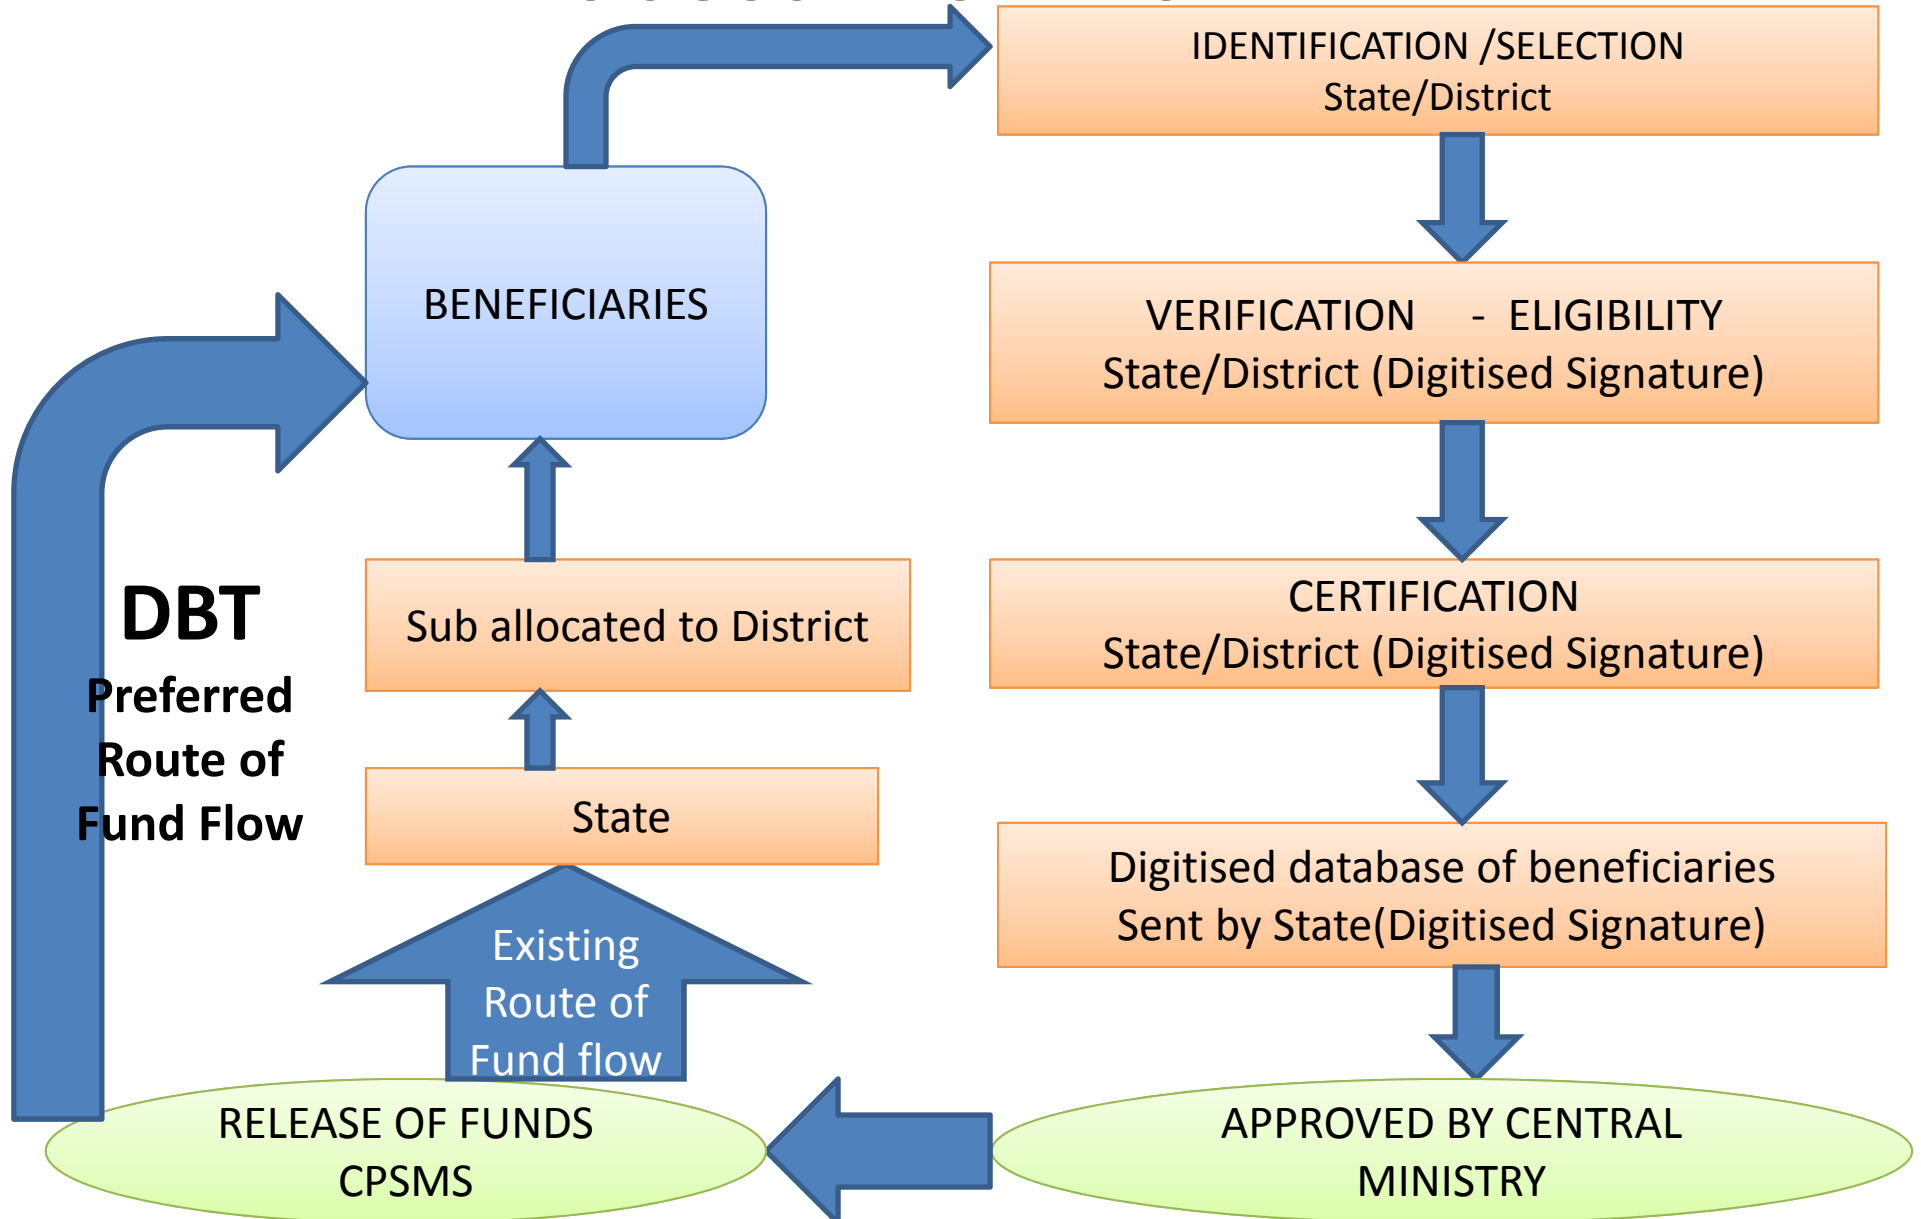 IDENTIFICATION /SELECTION
State/District
BENEFICIARIES
VERIFICATION - ELIGIBILITY
State/District (Digitised Signature)
DBT
Preferred
Route of
Fund Flow
Sub allocated to District
CERTIFICATION
State/District (Digitised Signature)
State
Digitised database of beneficiaries
Sent by State(Digitised Signature)
Existing
Route of
Fund flow
RELEASE OF FUNDS
CPSMS
APPROVED BY CENTRAL
MINISTRY